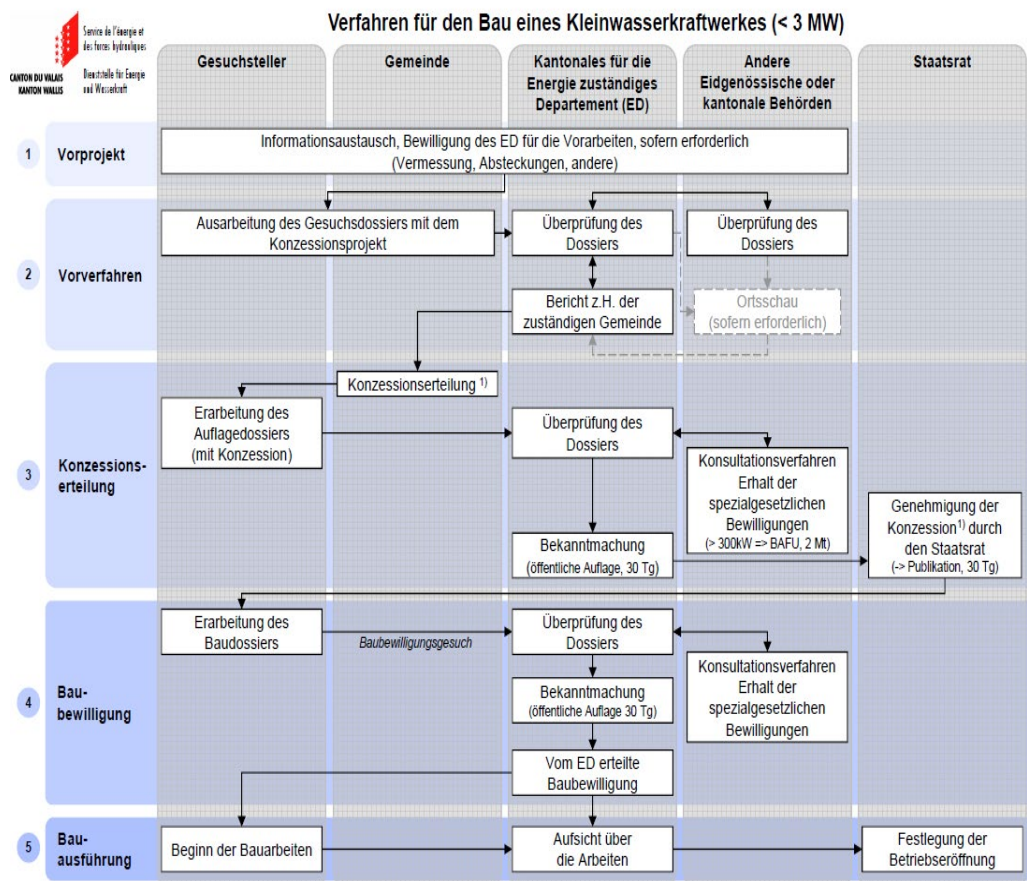 Verfahren für den Bau eines Kleinwasserkraftwerkes (< 3 MW)
Service de l'énergie et
des forces hydrauliques
CANTON DU VALAIS
KANTON WALLIS
Dienststelle für Energie
und Wasserkraft
Gesuchsteller
Gemeinde
Kantonales für die
Energie zuständiges
Departement (ED)
Andere
Eidgenössische oder
kantonale Behörden
Staatsrat
1
Vorprojekt
Informationsaustausch, Bewilligung des ED für die Vorarbeiten, sofern erforderlich
(Vermessung, Absteckungen, andere)
2
Vorverfahren
Ausarbeitung des Gesuchsdossiers mit dem
Konzessionsprojekt
Überprüfung des
Dossiers
Überprüfung des
Dossiers
Bericht z.H. der
zuständigen Gemeinde
Ortsschau
(sofern erforderlich)
3
Konzessions-
erteilung
Konzessionserteilung 1)
Erarbeitung des
Auflagedossiers
(mit Konzession)
Überprüfung des
Dossiers
Konsultationsverfahren
Erhalt der
spezialgesetzlichen
Bewilligungen
(> 300kW => BAFU, 2 Mt)
Bekanntmachung
(öffentliche Auflage, 30 Tg)
Genehmigung der
Konzession1) durch
den Staatsrat
(-> Publikation, 30 Tg)
4
Bau-
bewilligung
Erarbeitung des
Baudossiers
Baubewilligungsgesuch
Überprüfung des
Dossiers
Konsultationsverfahren
Erhalt der
spezialgesetzlichen
Bewilligungen
Bekanntmachung
(öffentliche Auflage 30 Tg)
Vom ED erteilte
Baubewilligung
5
Bau-
ausführung
Beginn der Bauarbeiten
Aufsicht über
die Arbeiten
Festlegung der
Betriebseröffnung